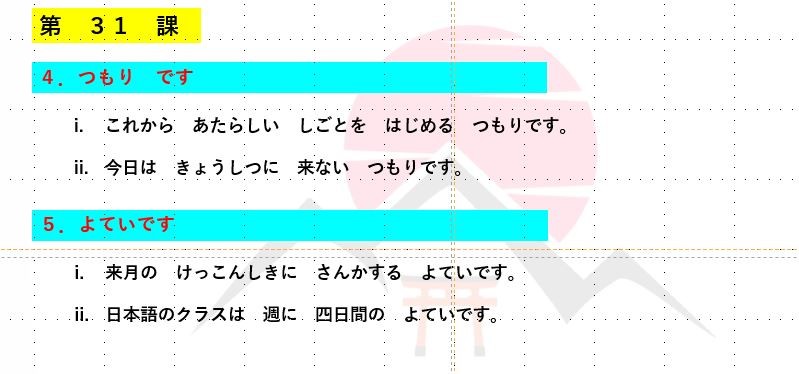 第　３１　課
４．つもり　です
i.　これから　あたらしい　しごとを　はじめる　つもりです。
ii.　今日は　きょうしつに　来ない　つもりです。
５．よていです
i.　来月の　けっこんしきに　さんかする　よていです。
ii.　日本語のクラスは　週に　四日間の　よていです。